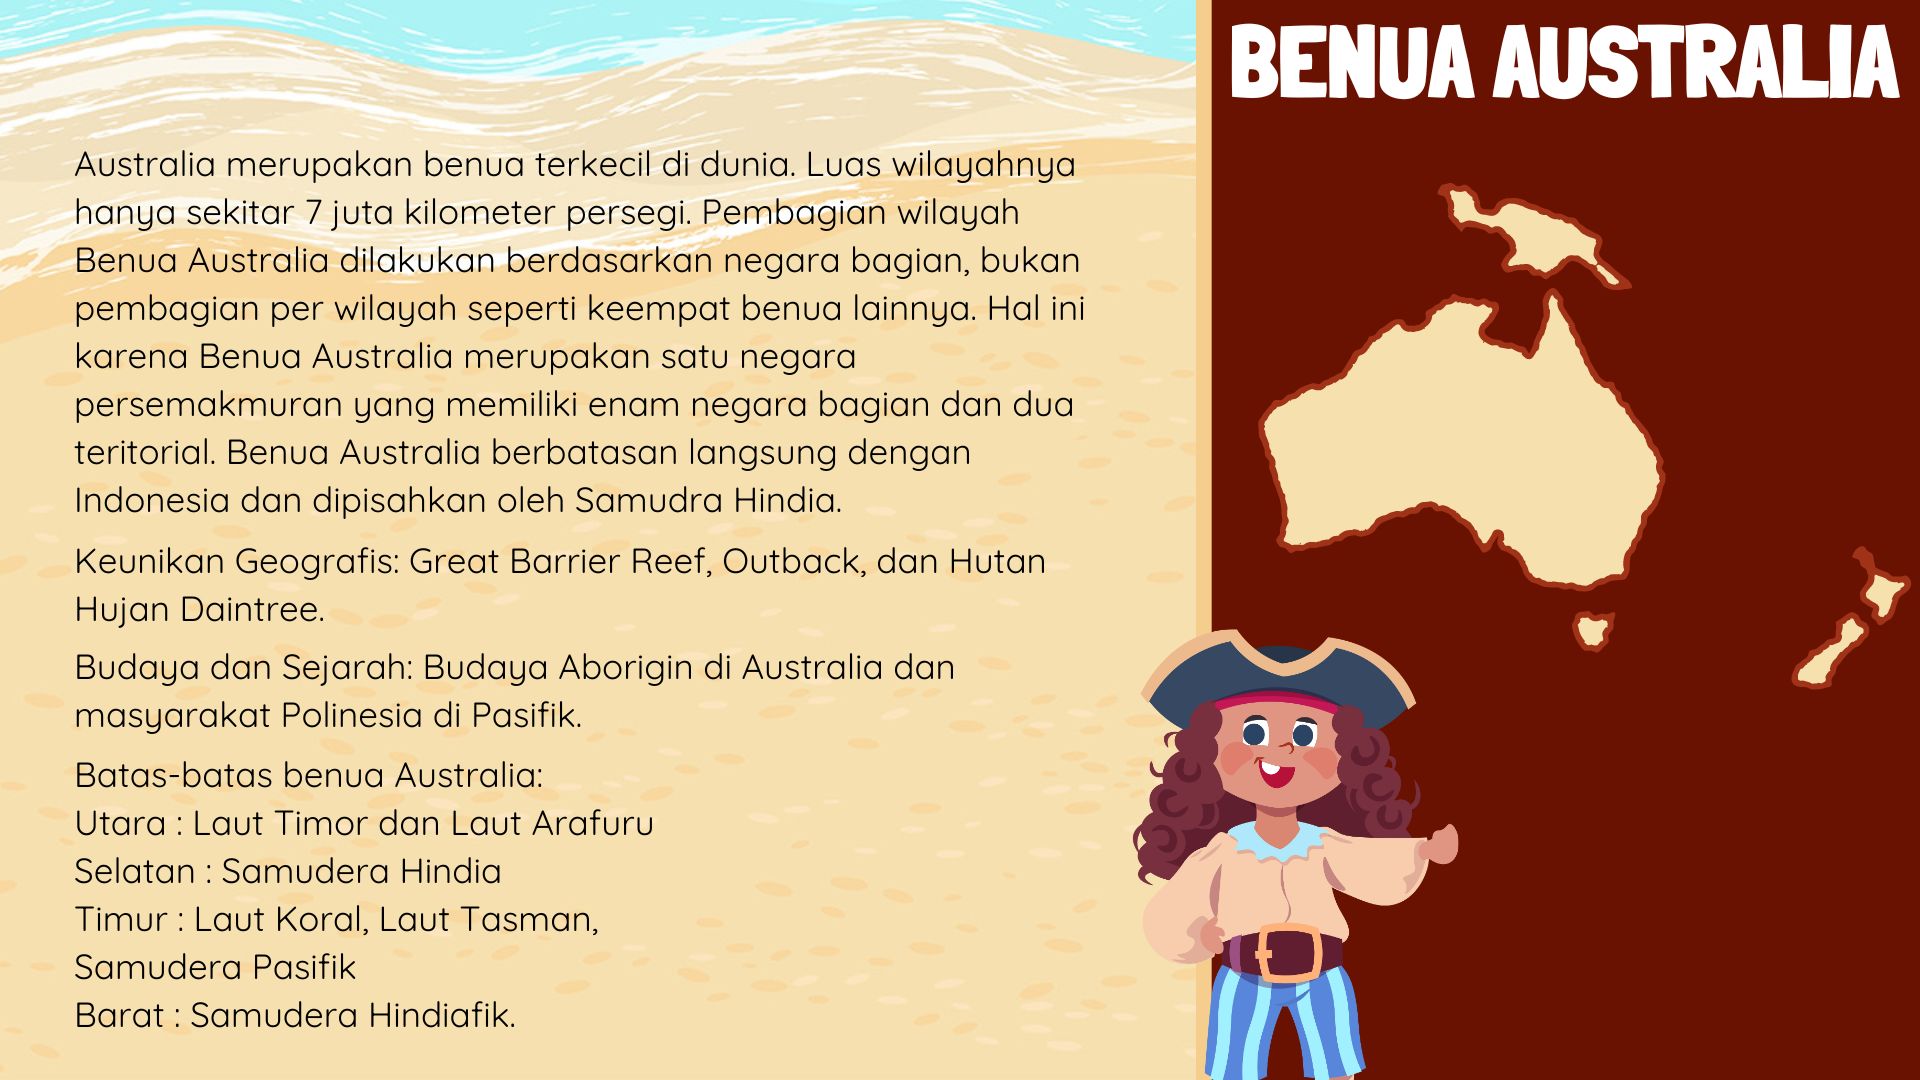 BENUA AUSTRALIA
Australia merupakan benua terkecil di dunia. Luas wilayahnya
hanya sekitar 7 juta kilometer persegi. Pembagian wilayah
Benua Australia dilakukan berdasarkan negara bagian, bukan
pembagian per wilayah seperti keempat benua lainnya. Hal ini
karena Benua Australia merupakan satu negara
persemakmuran yang memiliki enam negara bagian dan dua
teritorial. Benua Australia berbatasan langsung dengan
Indonesia dan dipisahkan oleh Samudra Hindia.
Keunikan Geografis: Great Barrier Reef, Outback, dan Hutan
Hujan Daintree.
Budaya dan Sejarah: Budaya Aborigin di Australia dan
masyarakat Polinesia di Pasifik.
Batas-batas benua Australia:
Utara : Laut Timor dan Laut Arafuru
Selatan : Samudera Hindia
Timur : Laut Koral, Laut Tasman,
Samudera Pasifik
Barat : Samudera Hindiafik.